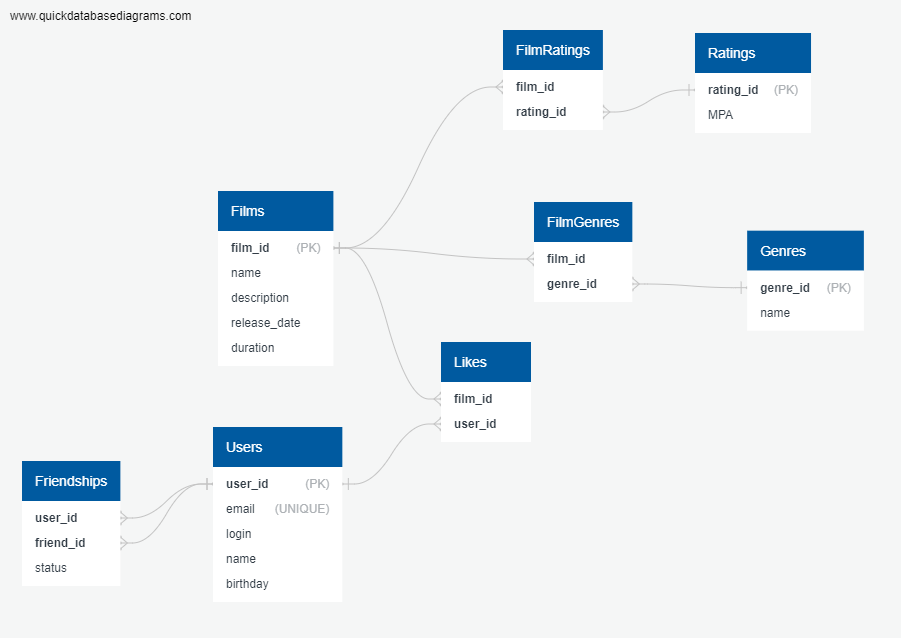 www.quickdatabasediagrams.com
FilmRatings
film_id
rating_id
Ratings
rating_id (PK)
MPA
Films
film_id (PK)
name
description
release_date
duration
FilmGenres
film_id
genre_id
Genres
genre_id (PK)
name
Likes
film_id
user_id
Users
user_id (PK)
email (UNIQUE)
login
name
birthday
Friendships
user_id
friend_id
status